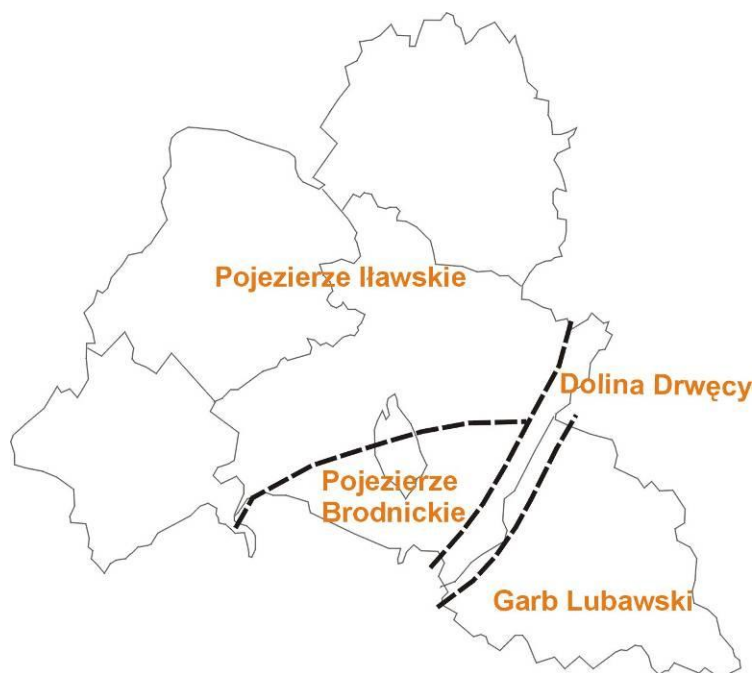 Pojezierze Iławskie
Dolina Drwęcy
Pojezierze
Brodnickie
Garb Lubawski